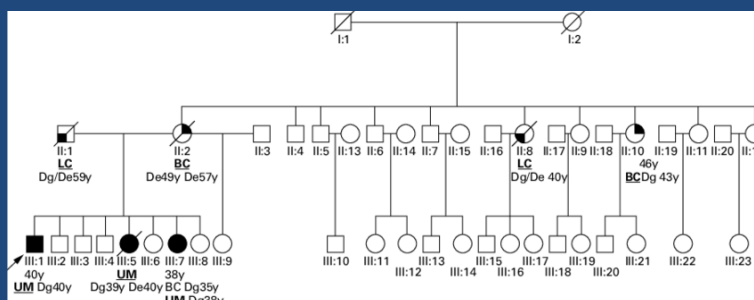 I:1 I:2
II:1 II:2 II:3 II:4 II:5 II:13 II:6 II:14 II:7 II:15 II:16 II:8 II:17 II:9 II:18 II:10 II:19 II:11 II:20
LC BC LC 46y
Dg/De59y De49y De57y Dg/De 40y BCDg 43y
III:1 III:2 III:3 III:4 III:5 III:6 III:7 III:8 III:9 III:10 III:11 III:13 III:15 III:17 III:19 III:21 III:22 III:23
III:12 III:14 III:16 III:18 III:20
40y UM 38y
UM Dg40y Dg39y De40y BC Dg35y
UM Dg38y